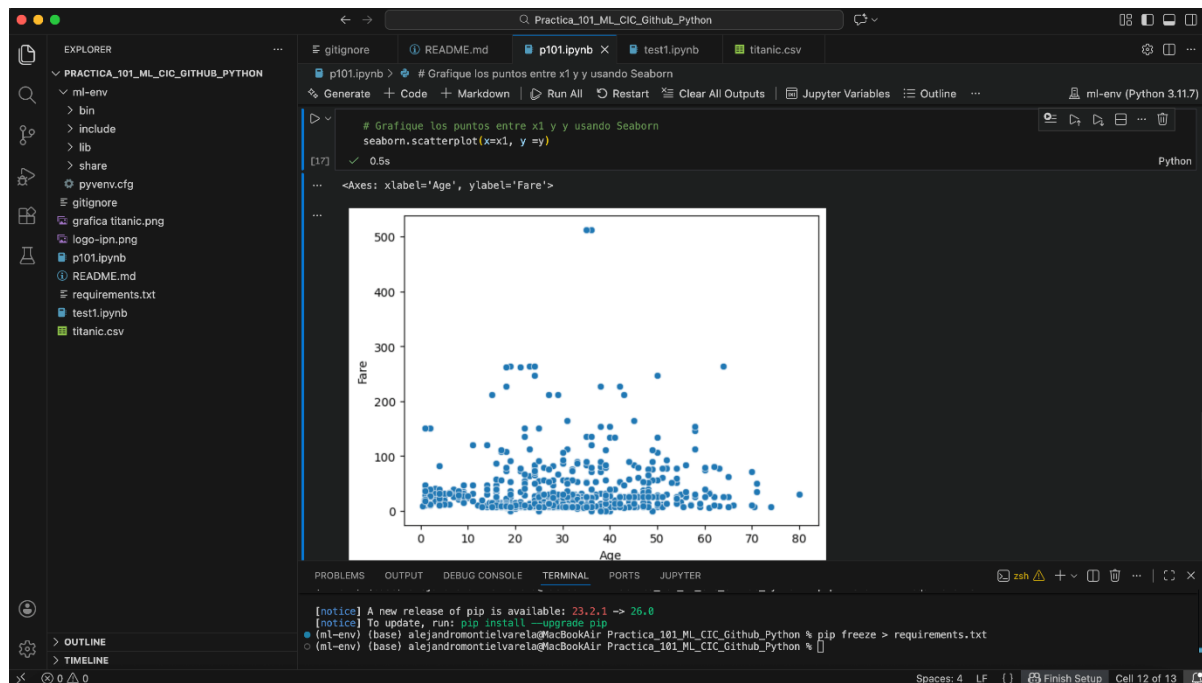 Practica_101_ML_CIC_Github_Python
EXPLORER
PRACTICA_101_ML_CIC_GITHUB_PYTHON
ml-env
bin
include
lib
share
pyvenv.cfg
gitignore
grafica titanic.png
logo-ipn.png
p101.ipynb
README.md
requirements.txt
test1.ipynb
titanic.csv
OUTLINE
TIMELINE
gitignore README.md p101.ipynb test1.ipynb titanic.csv
p101.ipynb > # Grafique los puntos entre x1 y y usando Seaborn
Generate + Code + Markdown Run All Restart Clear All Outputs Jupyter Variables Outline ... ml-env (Python 3.11.7)
# Grafique los puntos entre x1 y y usando Seaborn
seaborn.scatterplot(x=x1, y =y)
[17] 0.5s Python
<Axes: xlabel='Age', ylabel='Fare'>
500
400
300
200
100
0
Fare
0 10 20 30 40 50 60 70 80
Age
PROBLEMS OUTPUT DEBUG CONSOLE TERMINAL PORTS JUPYTER
zsh
[notice] A new release of pip is available: 23.2.1 -> 26.0
[notice] To update, run: pip install --upgrade pip
(ml-env) (base) alejandromontielvarela@MacBookAir Practica_101_ML_CIC_Github_Python % pip freeze > requirements.txt
(ml-env) (base) alejandromontielvarela@MacBookAir Practica_101_ML_CIC_Github_Python %
0 0 Spaces: 4 LF { } Finish Setup Cell 12 of 13